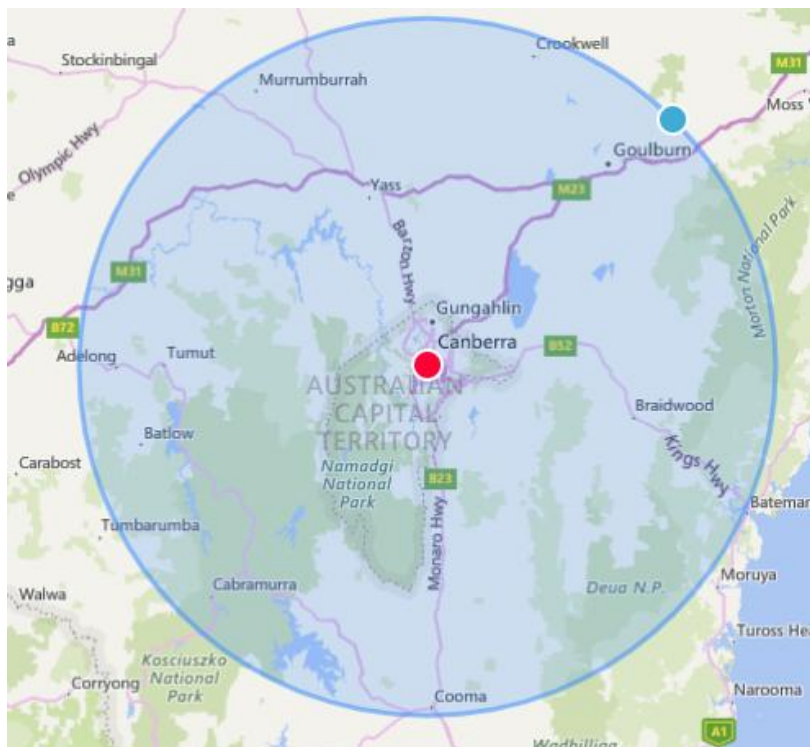 a
Stockinbingal
Murrumburrah
Crookwell
M31
Moss
Olympic Hwy
Goulburn
Yass
M23
Barton Hwy
Morton National Park
M31
gga
Gungahlin
B72
Canberra
B52
Adelong
Tumut
AUSTRALIAN
CAPITAL
TERRITORY
Braidwood
Batlow
Carabost
Namadgi
National
Park
B23
Kings Hwy
Bateman
Tumbarumba
Monaro Hwy
Moruya
Walwa
Cabramurra
Deua N.P.
Tuross He
Kosciuszko
National
Park
Corryong
Cooma
Narooma
Wadbilliga
A1